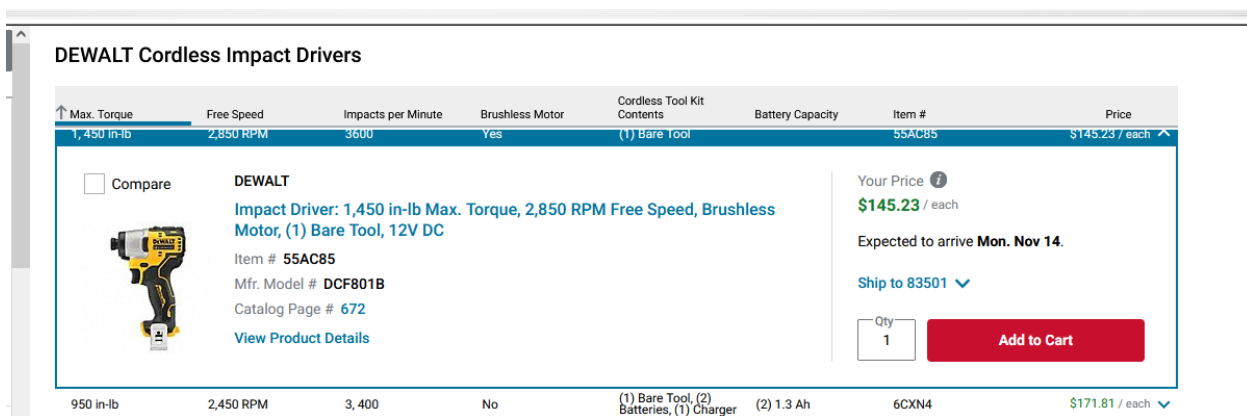 DEWALT Cordless Impact Drivers
Max. Torque Free Speed Impacts per Minute Brushless Motor Cordless Tool Kit Contents Battery Capacity Item # Price
1,450 in-lb 2,850 RPM 3600 Yes (1) Bare Tool 55AC85 $145.23 / each
Compare
DEWALT
Impact Driver: 1,450 in-lb Max. Torque, 2,850 RPM Free Speed, Brushless
Motor, (1) Bare Tool, 12V DC
Item # 55AC85
Mfr. Model # DCF801B
Catalog Page # 672
View Product Details
DEWALT
Your Price i
$145.23 / each
Expected to arrive Mon. Nov 14.
Ship to 83501
Qty
1
Add to Cart
950 in-lb 2,450 RPM 3, 400 No (1) Bare Tool, (2) Batteries, (1) Charger (2) 1.3 Ah 6CXN4 $171.81 / each